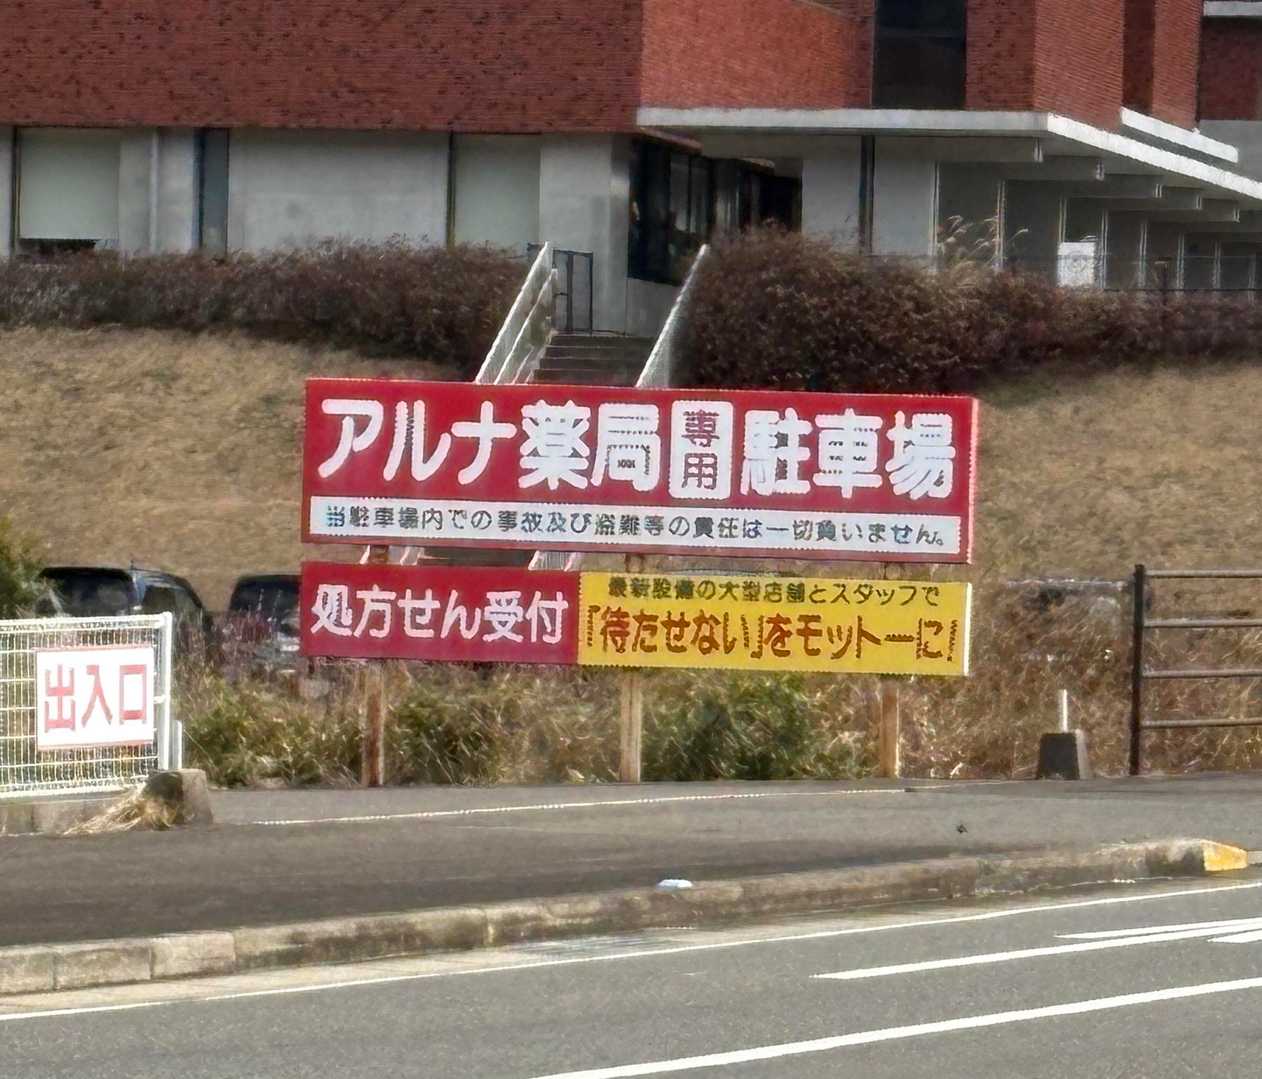 アルナ薬局専用駐車場
当駐車場内での事故及び盗難等の責任は一切負いません。
処方せん受付
最新設備の大型店舗とスタッフで
『待たせない』をモットーに!
出入口